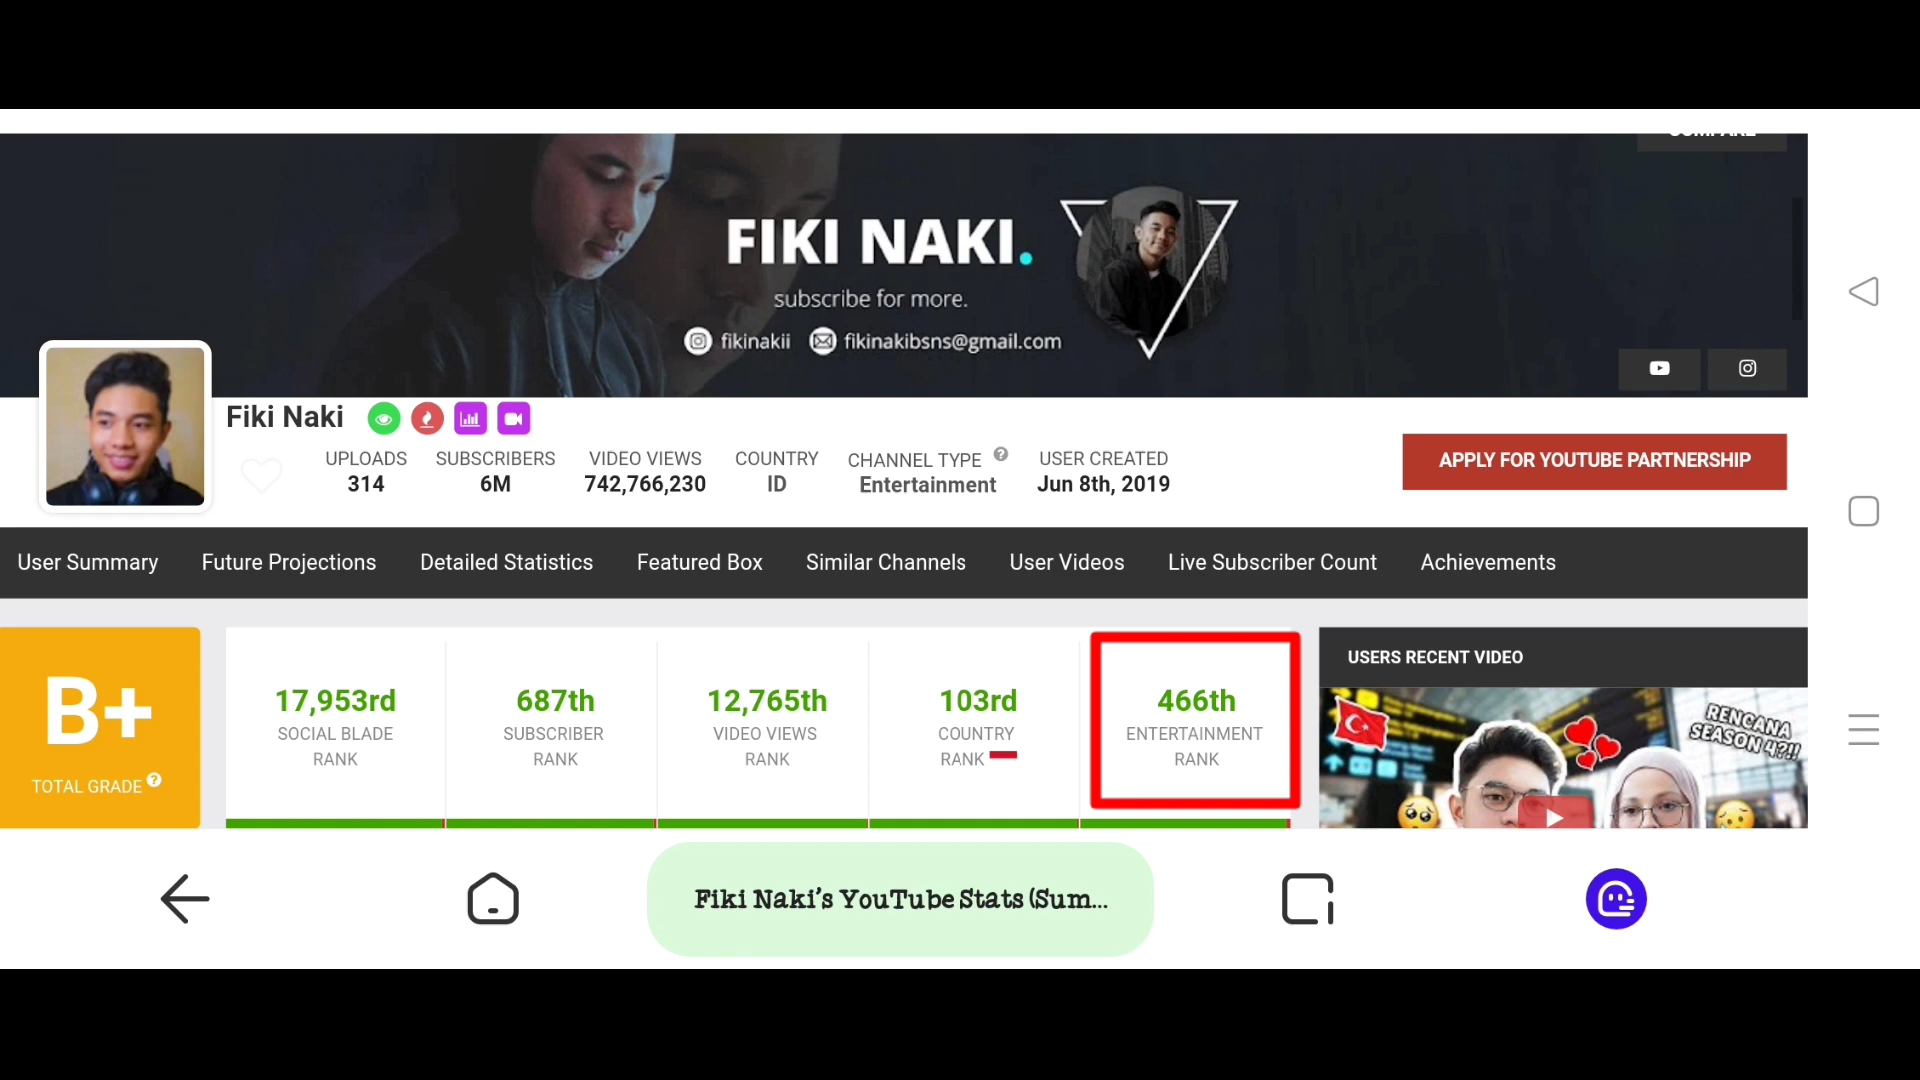 FIKI NAKI.
subscribe for more.
fikinakii fikinakibsns@gmail.com
Fiki Naki
UPLOADS SUBSCRIBERS VIDEO VIEWS COUNTRY CHANNEL TYPE USER CREATED
314 6M 742,766,230 ID Entertainment Jun 8th, 2019
APPLY FOR YOUTUBE PARTNERSHIP
User Summary Future Projections Detailed Statistics Featured Box Similar Channels User Videos Live Subscriber Count Achievements
B+
TOTAL GRADE
17,953rd
SOCIAL BLADE
RANK
687th
SUBSCRIBER
RANK
12,765th
VIDEO VIEWS
RANK
103rd
COUNTRY
RANK
466th
ENTERTAINMENT
RANK
USERS RECENT VIDEO
RENCANA
SEASON 4?!!
Fiki Naki's YouTube Stats (Sum...